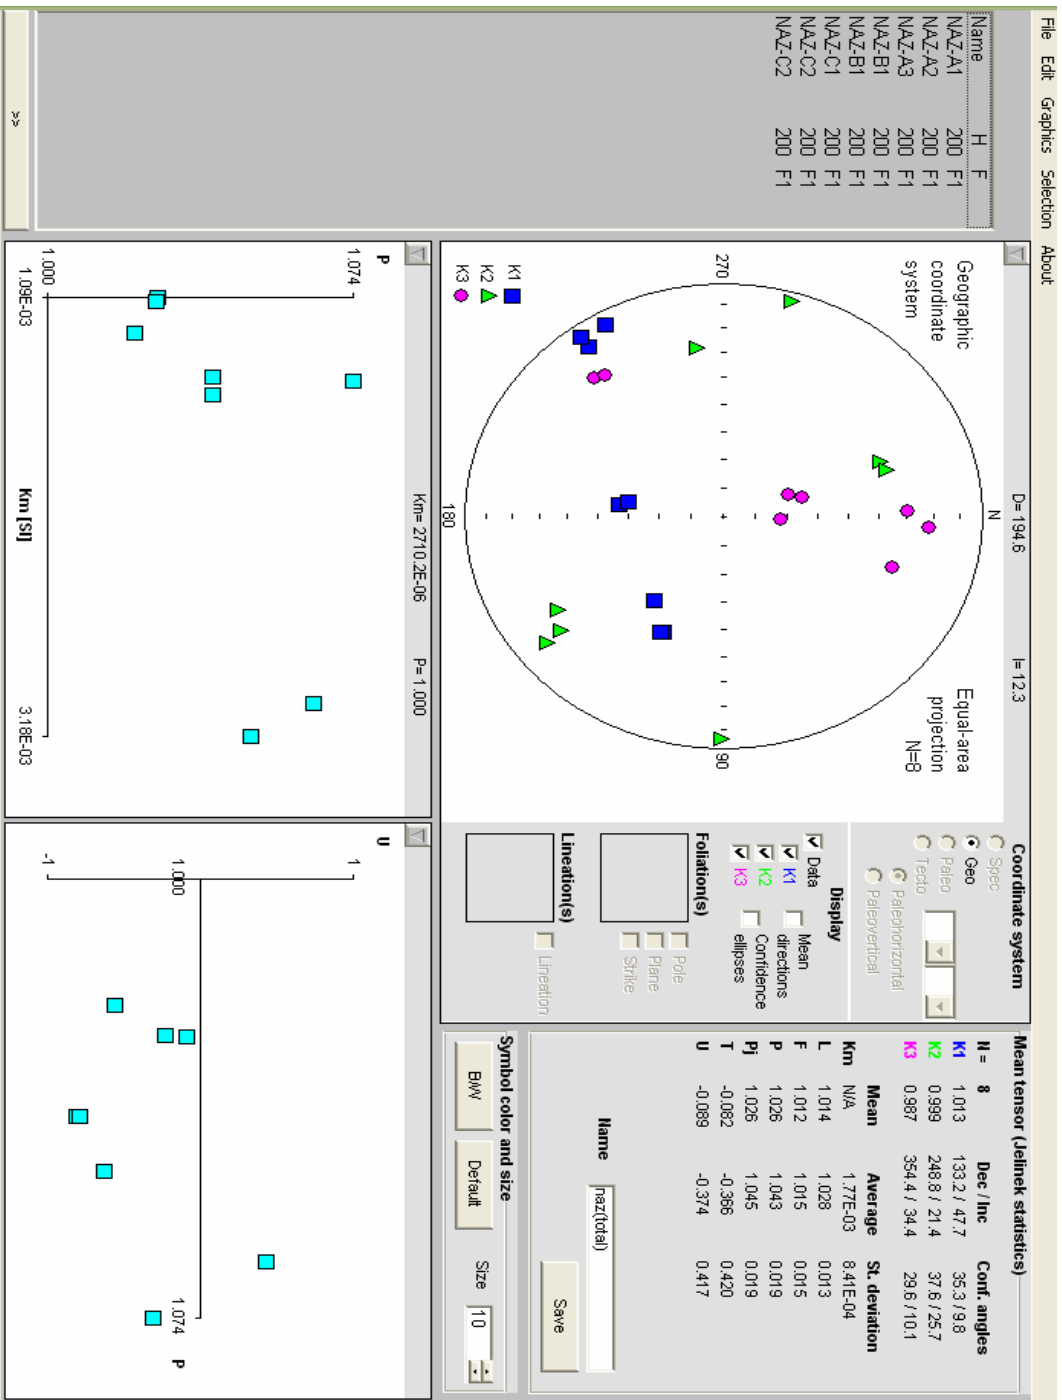 File Edit Graphics Selection About
Name H F
NAZ-A1 200 F1
NAZ-A2 200 F1
NAZ-A3 200 F1
NAZ-B1 200 F1
NAZ-B1 200 F1
NAZ-C1 200 F1
NAZ-C2 200 F1
NAZ-C2 200 F1
>>
D= 194.6 I= 12.3
Geographic
coordinate
system
Equal-area
projection
N=8
N
270
90
180
K1
K2
K3
Coordinate system
Spec
Geo
Paleo
Tecto
Paleohorizontal
Paleovertical
Display
Data
K1
K2
K3
Mean
directions
Confidence
ellipses
Foliation(s)
Pole
Plane
Strike
Lineation(s)
Lineation
Mean tensor (Jelinek statistics)
N = 8 Dec / Inc Conf. angles
K1 1.013 133.2 / 47.7 35.3 / 9.8
K2 0.999 248.8 / 21.4 37.6 / 25.7
K3 0.987 354.4 / 34.4 29.6 / 10.1
Mean Average St. deviation
Km N/A 1.77E-03 8.41E-04
L 1.014 1.028 0.013
F 1.012 1.015 0.015
P 1.026 1.043 0.019
Pj 1.026 1.045 0.019
T -0.082 -0.366 0.420
U -0.089 -0.374 0.417
Name naz(total)
Save
Symbol color and size
B/W Default Size 10
Km= 2710.2E-06 P= 1.000
P
1.074
1.000
1.09E-03 Km [SI] 3.18E-03
U
1
1.000 1.074 P
-1